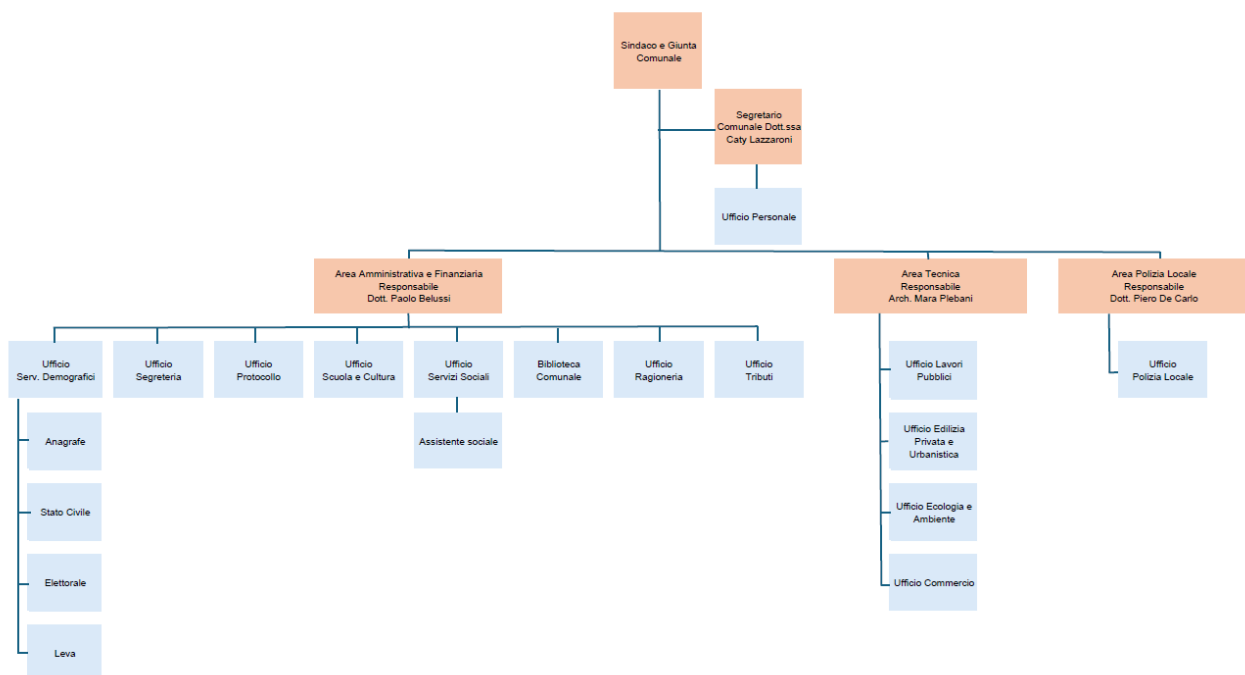 Sindaco e Giunta
Comunale
Segretario
Comunale Dott.ssa
Caty Lazzaroni
Ufficio Personale
Area Amministrativa e Finanziaria
Responsabile
Dott. Paolo Belussi
Area Tecnica
Responsabile
Arch. Mara Plebani
Area Polizia Locale
Responsabile
Dott. Piero De Carlo
Ufficio
Serv. Demografici
Ufficio
Segreteria
Ufficio
Protocollo
Ufficio
Scuola e Cultura
Ufficio
Servizi Sociali
Biblioteca
Comunale
Ufficio
Ragioneria
Ufficio
Tributi
Ufficio Lavori
Pubblici
Ufficio
Polizia Locale
Anagrafe
Assistente sociale
Ufficio Edilizia
Privata e
Urbanistica
Stato Civile
Ufficio Ecologia e
Ambiente
Elettorale
Ufficio Commercio
Leva